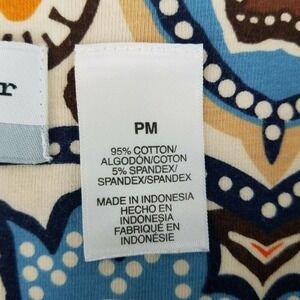 r
PM
95% COTTON/
ALGODÓN/COTON
5% SPANDEX/
SPANDEX/SPANDEX
MADE IN INDONESIA
HECHO EN
INDONESIA
FABRIQUÉ EN
INDONÉSIE